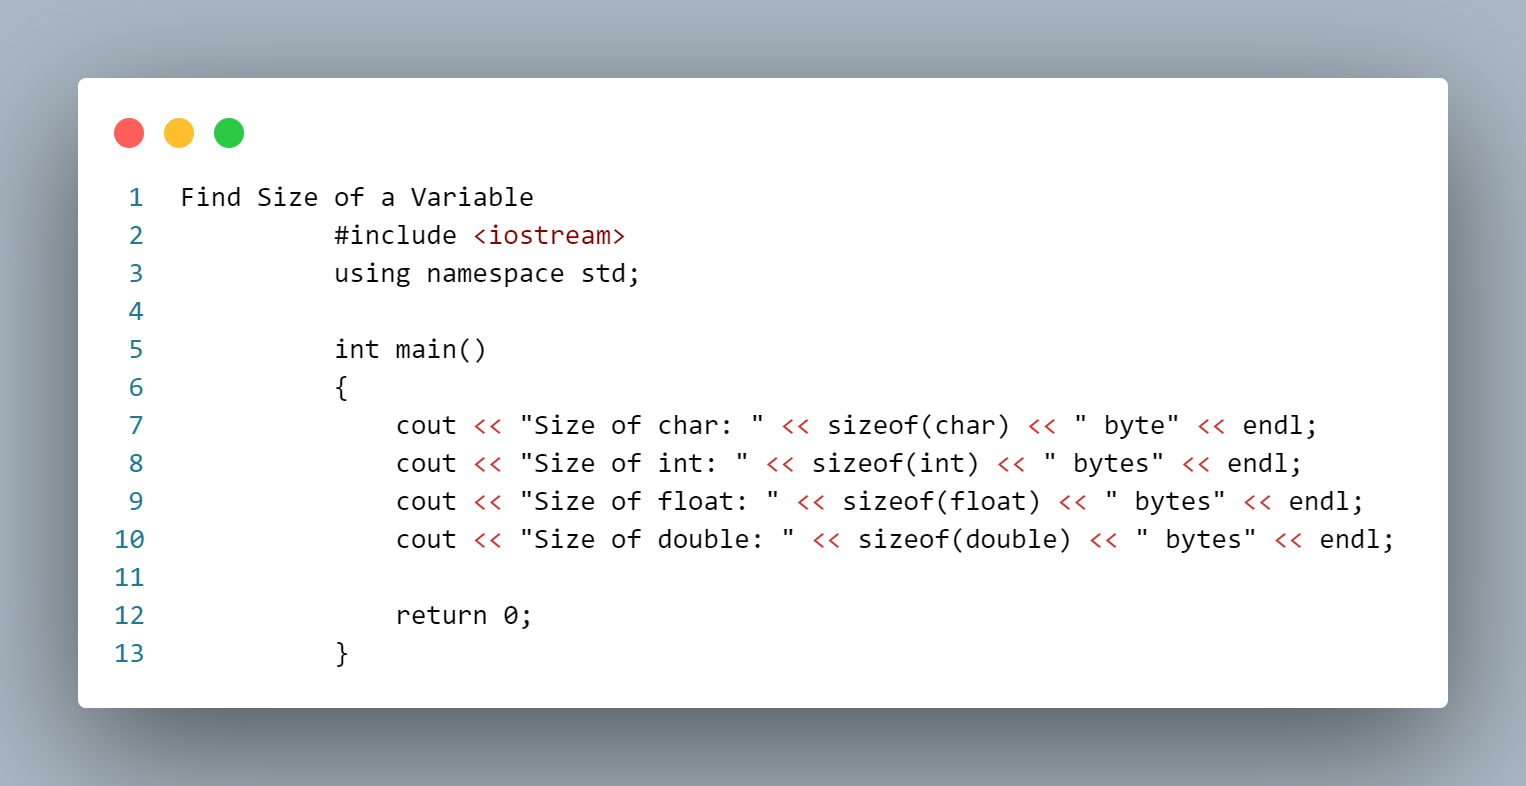 1 Find Size of a Variable
2 #include <iostream>
3 using namespace std;
4
5 int main()
6 {
7 cout << "Size of char: " << sizeof(char) << " byte" << endl;
8 cout << "Size of int: " << sizeof(int) << " bytes" << endl;
9 cout << "Size of float: " << sizeof(float) << " bytes" << endl;
10 cout << "Size of double: " << sizeof(double) << " bytes" << endl;
11
12 return 0;
13 }